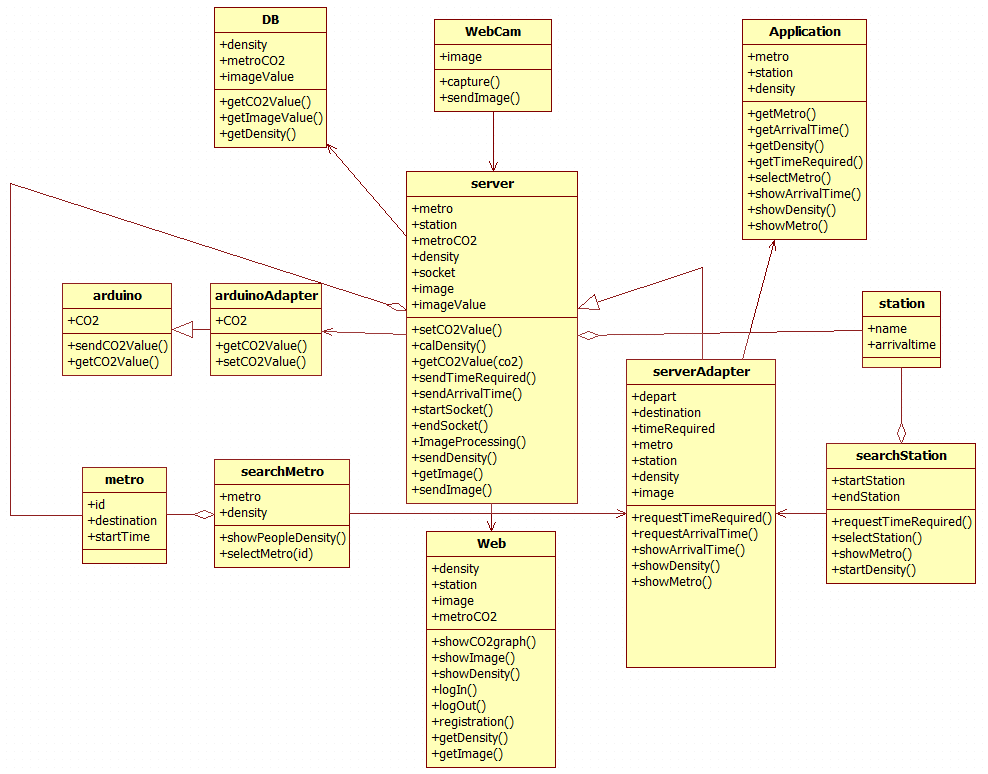 DB
+density
+metroCO2
+imageValue
+getCO2Value()
+getImageValue()
+getDensity()
WebCam
+image
+capture()
+sendImage()
Application
+metro
+station
+density
+getMetro()
+getArrivalTime()
+getDensity()
+getTimeRequired()
+selectMetro()
+showArrivalTime()
+showDensity()
+showMetro()
server
+metro
+station
+metroCO2
+density
+socket
+image
+imageValue
+setCO2Value()
+calDensity()
+getCO2Value(co2)
+sendTimeRequired()
+sendArrivalTime()
+startSocket()
+endSocket()
+ImageProcessing()
+sendDensity()
+getImage()
+sendImage()
arduino
+CO2
+sendCO2Value()
+getCO2Value()
arduinoAdapter
+CO2
+getCO2Value()
+setCO2Value()
station
+name
+arrivaltime
serverAdapter
+depart
+destination
+timeRequired
+metro
+station
+density
+image
+requestTimeRequired()
+requestArrivalTime()
+showArrivalTime()
+showDensity()
+showMetro()
searchStation
+startStation
+endStation
+requestTimeRequired()
+selectStation()
+showMetro()
+startDensity()
metro
+id
+destination
+startTime
searchMetro
+metro
+density
+showPeopleDensity()
+selectMetro(id)
Web
+density
+station
+image
+metroCO2
+showCO2graph()
+showImage()
+showDensity()
+logIn()
+logOut()
+registration()
+getDensity()
+getImage()